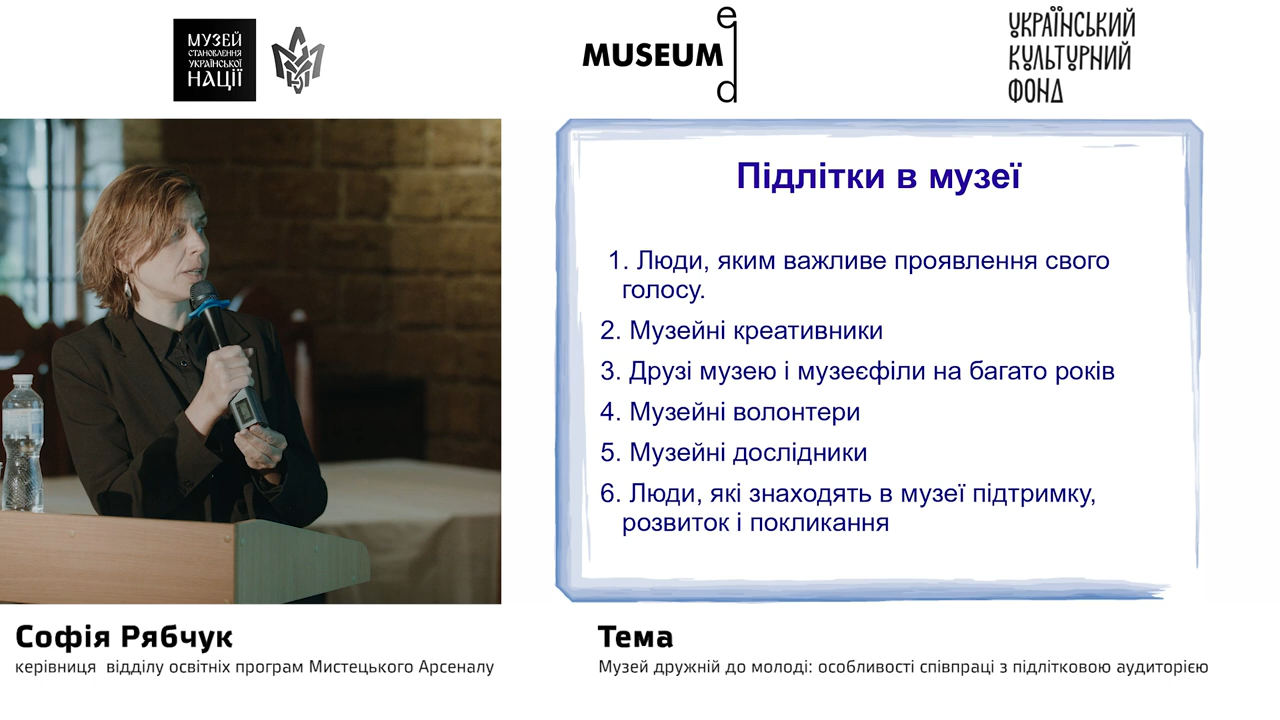 МУЗЕЙ
СТАНОВЛЕННЯ
УКРАЇНСЬКОЇ
НАЦІЇ
MUSEUM
ed
УКРАЇНСЬКИЙ
КУЛЬТУРНИЙ
ФОНД
Підлітки в музеї
1. Люди, яким важливе проявлення свого
голосу.
2. Музейні креативники
3. Друзі музею і музеєфіли на багато років
4. Музейні волонтери
5. Музейні дослідники
6. Люди, які знаходять в музеї підтримку,
розвиток і покликання
Софія Рябчук
керівниця відділу освітніх програм Мистецького Арсеналу
Тема
Музей дружній до молоді: особливості співпраці з підлітковою аудиторією